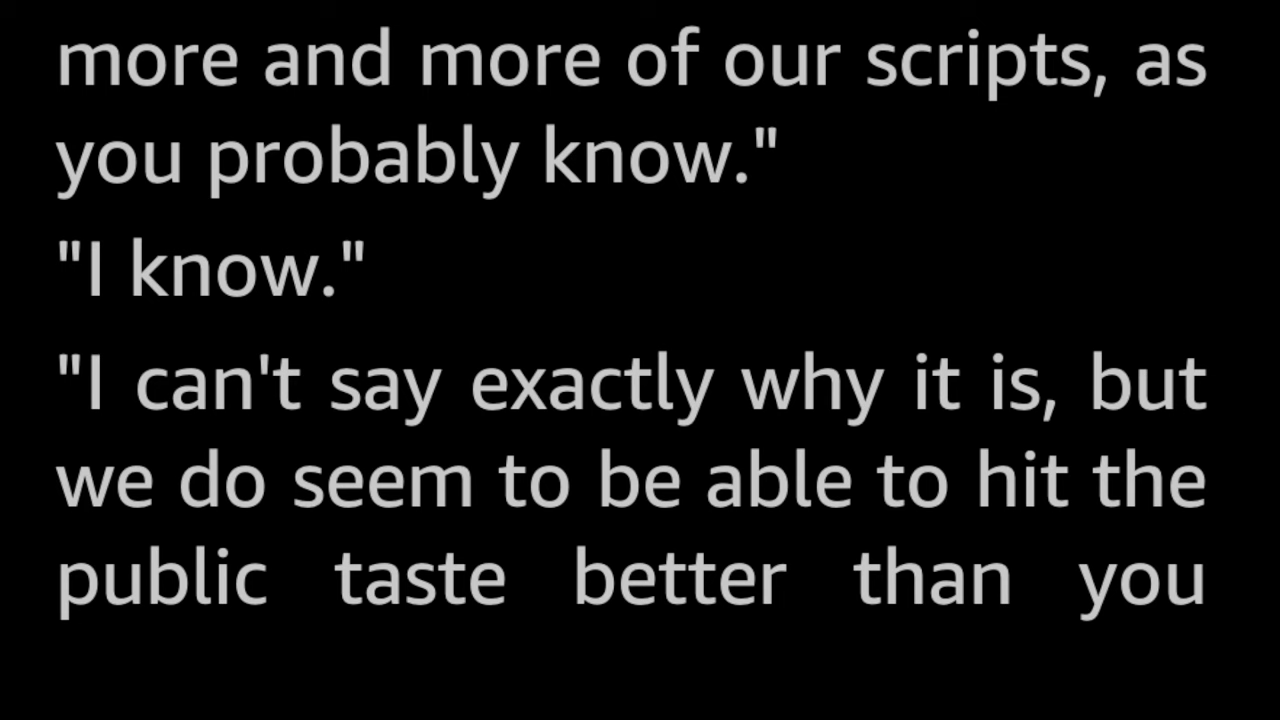 more and more of our scripts, as
you probably know."
"I know."
"I can't say exactly why it is, but
we do seem to be able to hit the
public taste better than you